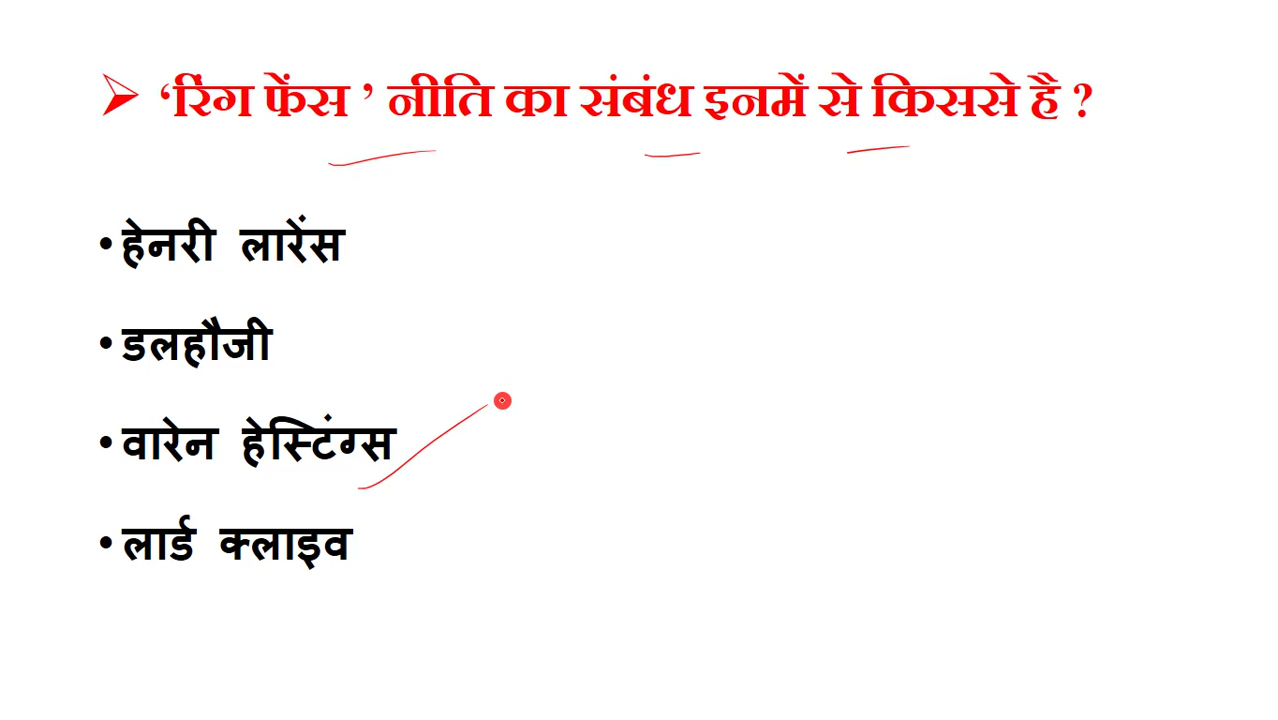 ‘रिंग फेंस ’ नीति का संबंध इनमें से किससे है ?
हेनरी लारेंस
डलहौजी
वारेन हेस्टिंग्स
लार्ड क्लाइव